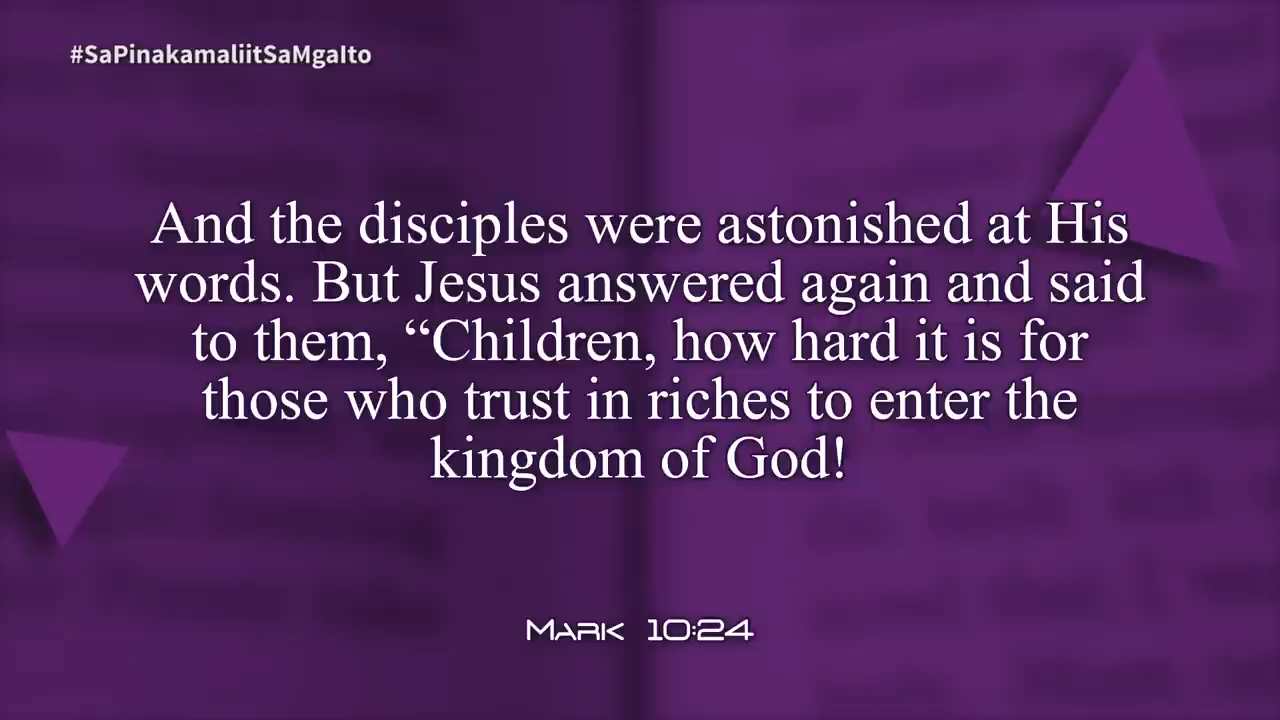 #SaPinakamaliitSaMgaIto
And the disciples were astonished at His
words. But Jesus answered again and said
to them, “Children, how hard it is for
those who trust in riches to enter the
kingdom of God!
Mark 10:24